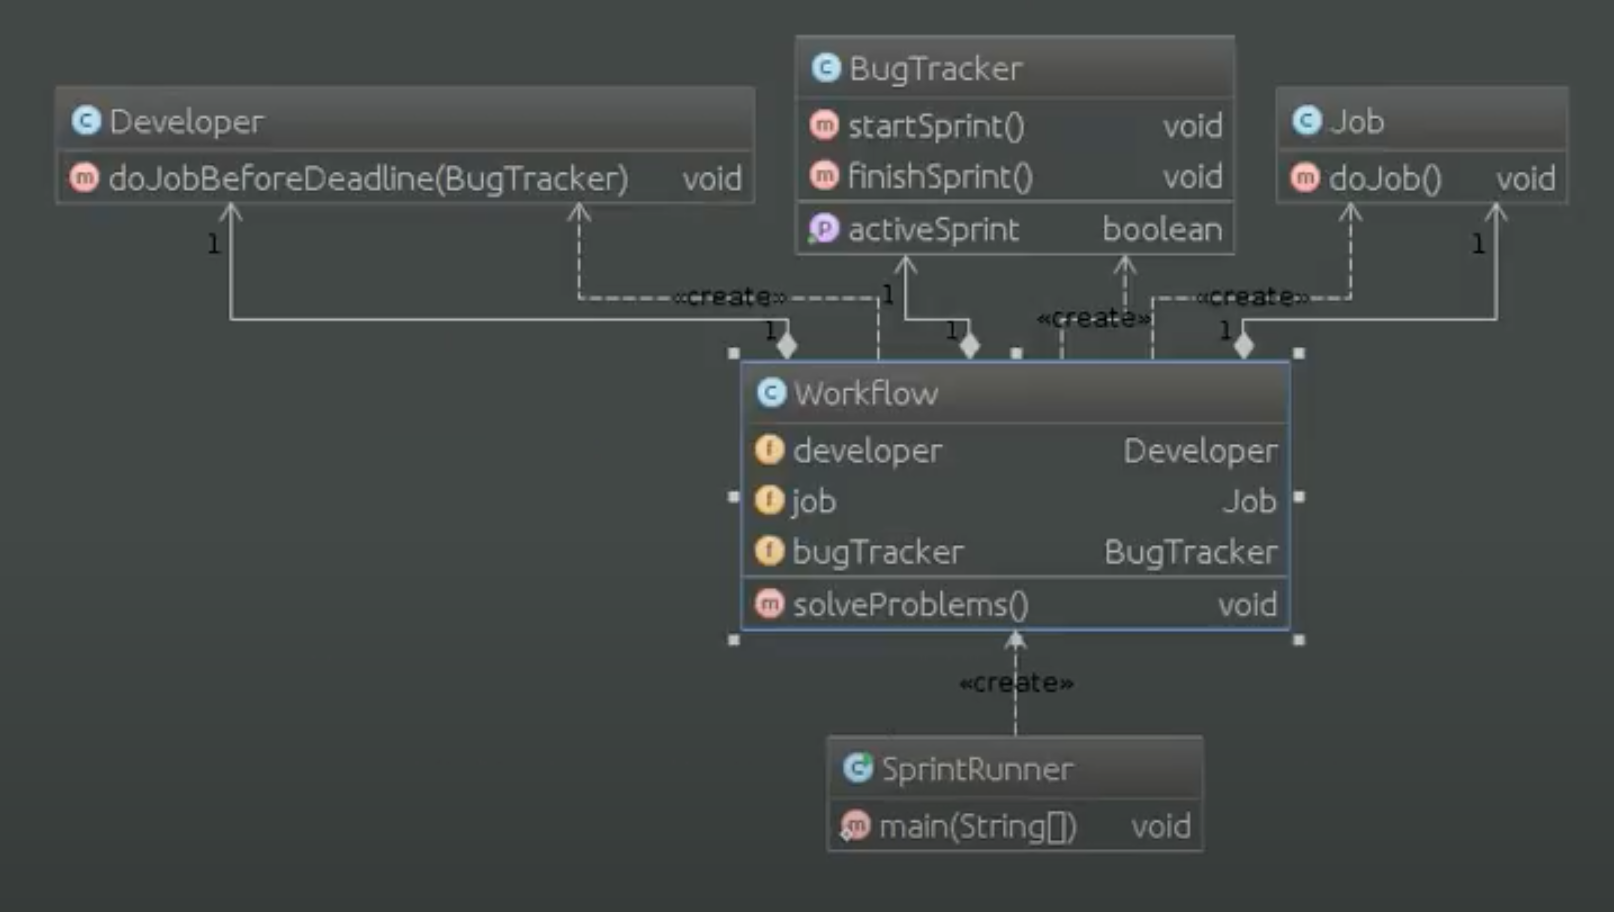 BugTracker
startSprint() void
finishSprint() void
activeSprint boolean
Developer
doJobBeforeDeadline(BugTracker) void
Job
doJob() void
1
1
1
«create»
«create»
«create»
1
1
1
Workflow
developer Developer
job Job
bugTracker BugTracker
solveProblems() void
«create»
SprintRunner
main(String[]) void